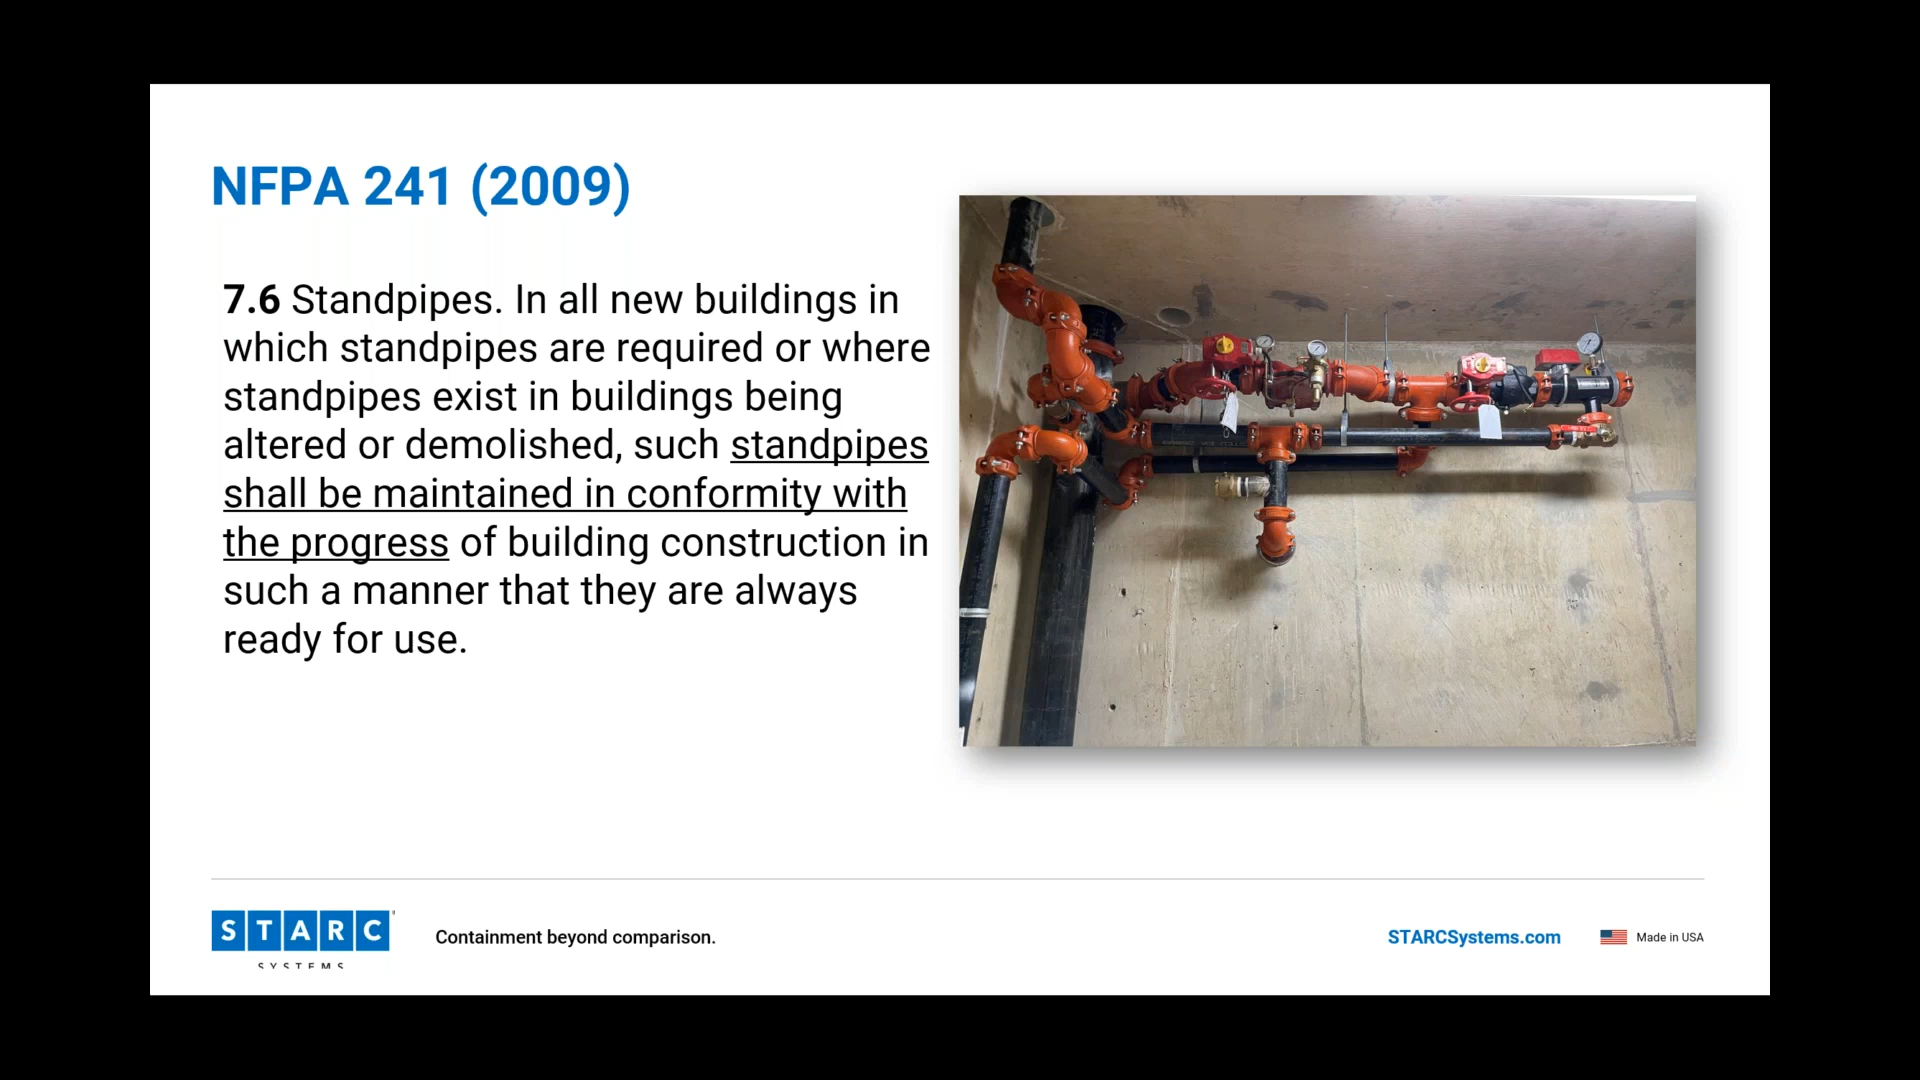 NFPA 241 (2009)
7.6 Standpipes. In all new buildings in
which standpipes are required or where
standpipes exist in buildings being
altered or demolished, such standpipes
shall be maintained in conformity with
the progress of building construction in
such a manner that they are always
ready for use.
STARC
SYSTEMS
Containment beyond comparison.
STARCSystems.com
Made in USA